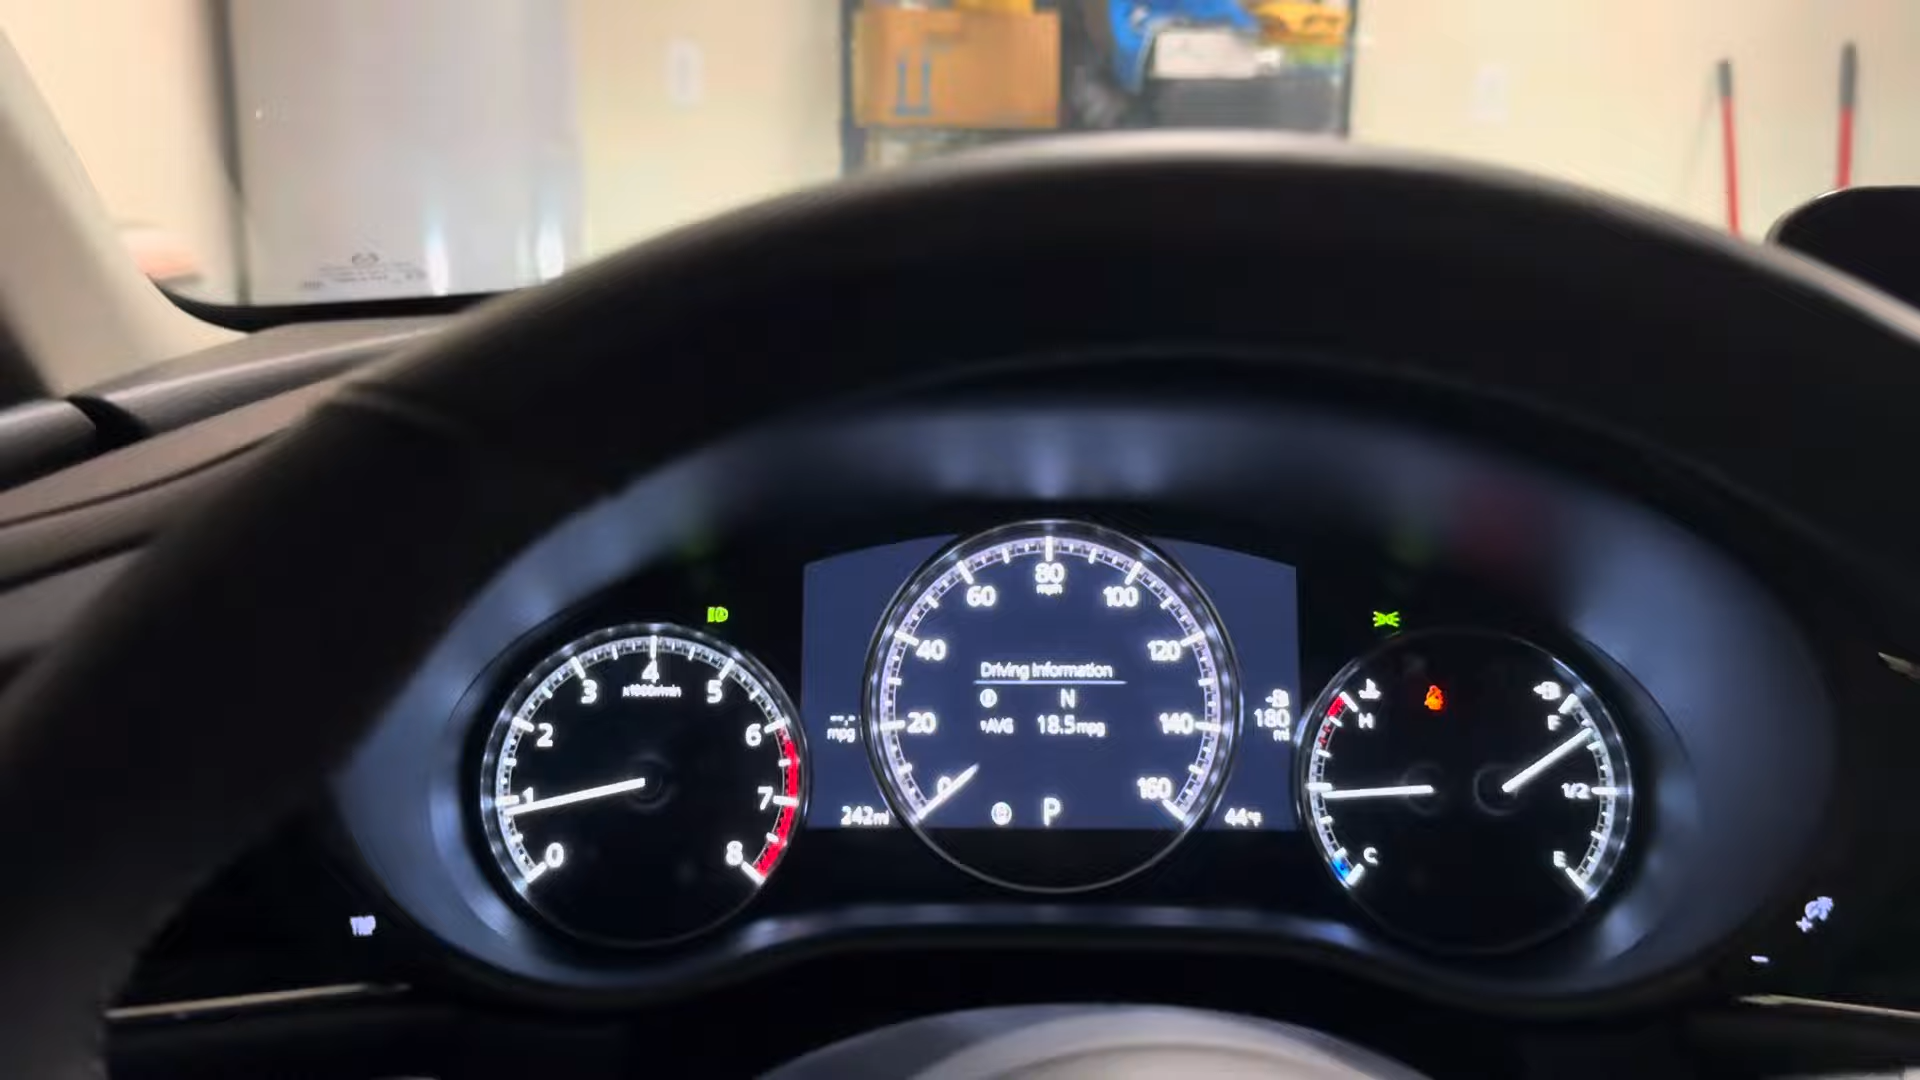 80
mph
60 100
40 120
20 140
0 160
Driving Information
N
AVG 18.5mpg
P
4
x1000r/min
3 5
2 6
1 7
0 8
--.-
mpg
242mi
180
mi
44°F
H
C
F
1/2
E